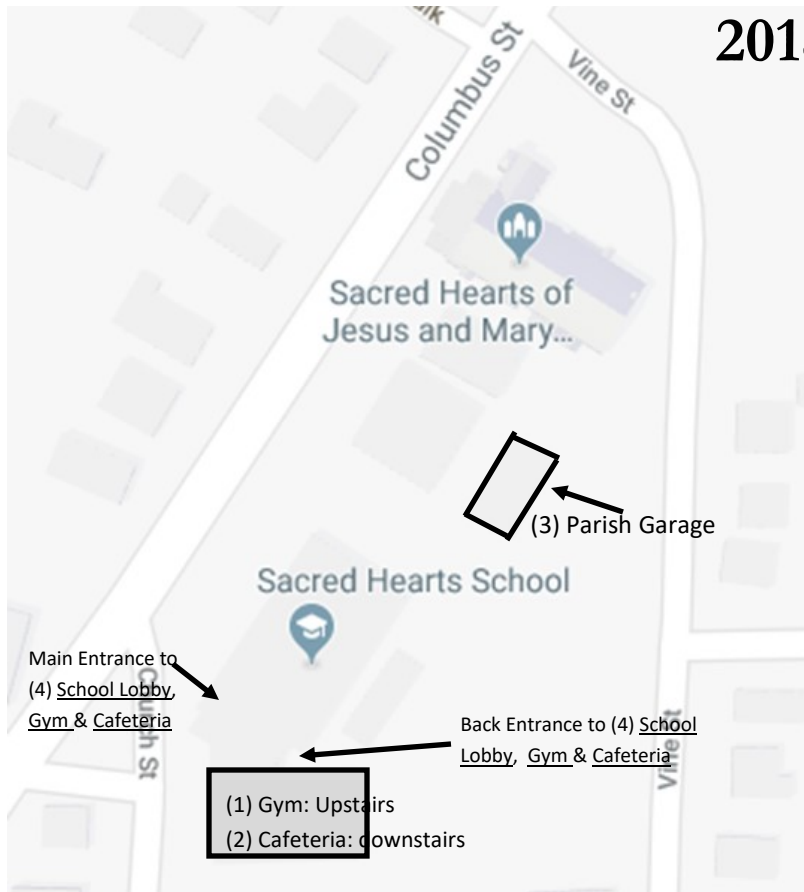 201
Columbus St
Vine St
Sacred Hearts of
Jesus and Mary...
(3) Parish Garage
Sacred Hearts School
Main Entrance to
(4) School Lobby,
Gym & Cafeteria
Church St
Back Entrance to (4) School
Lobby, Gym & Cafeteria
Vine St
(1) Gym: Upstairs
(2) Cafeteria: downstairs